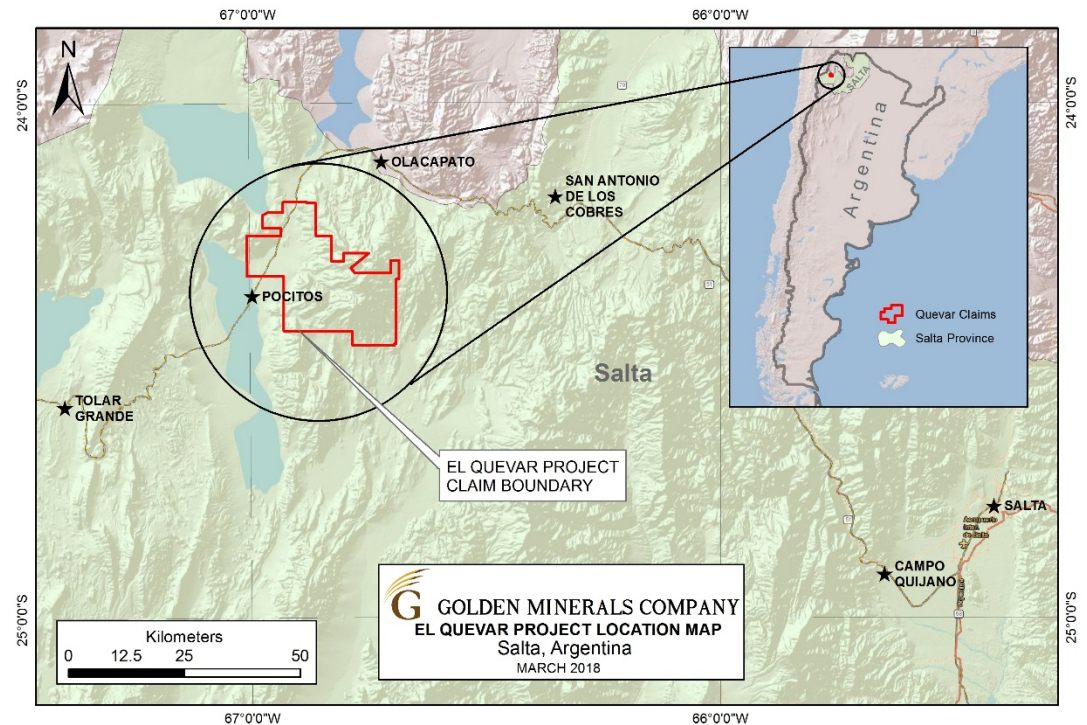 67°0'0"W
66°0'0"W
N
24°0'0"S
24°0'0"S
OLACAPATO
SAN ANTONIO
DE LOS
COBRES
POCITOS
TOLAR
GRANDE
Salta
EL QUEVAR PROJECT
CLAIM BOUNDARY
SALTA
Argentina
Quevar Claims
Salta Province
SALTA
CAMPO
QUIJANO
25°0'0"S
25°0'0"S
Kilometers
0 12.5 25 50
G GOLDEN MINERALS COMPANY
EL QUEVAR PROJECT LOCATION MAP
Salta, Argentina
MARCH 2018
67°0'0"W
66°0'0"W